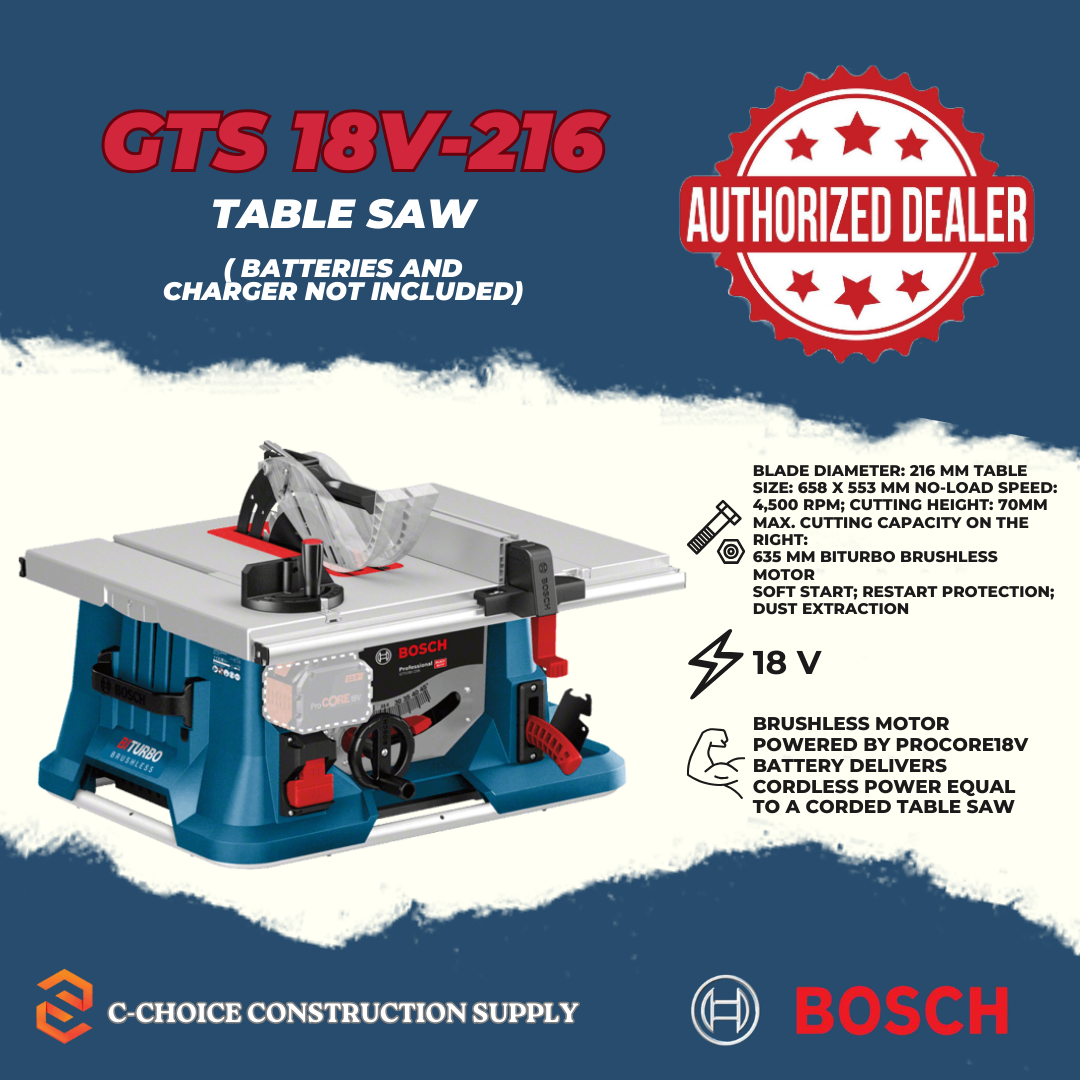 GTS 18V-216
TABLE SAW
( BATTERIES AND
CHARGER NOT INCLUDED)
AUTHORIZED DEALER
BLADE DIAMETER: 216 MM TABLE
SIZE: 658 X 553 MM NO-LOAD SPEED:
4,500 RPM; CUTTING HEIGHT: 70MM
MAX. CUTTING CAPACITY ON THE
RIGHT:
635 MM BITURBO BRUSHLESS
MOTOR
SOFT START; RESTART PROTECTION;
DUST EXTRACTION
18 V
BRUSHLESS MOTOR
POWERED BY PROCORE18V
BATTERY DELIVERS
CORDLESS POWER EQUAL
TO A CORDED TABLE SAW
BOSCH
BOSCH
Professional
ProCORE18V
BOSCH
BITURBO
BRUSHLESS
C-CHOICE CONSTRUCTION SUPPLY
BOSCH